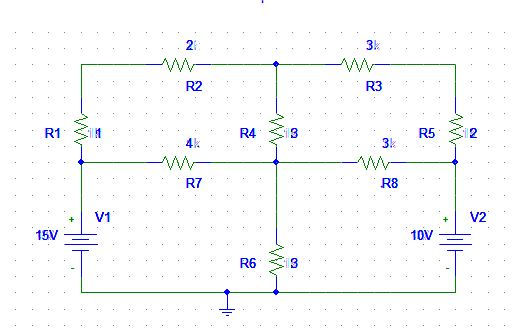 2k
3k
R2
R3
R1 1
R4 3
R5 2
4k
3k
R7
R8
+ V1
15V
-
+ V2
10V
-
R6 3